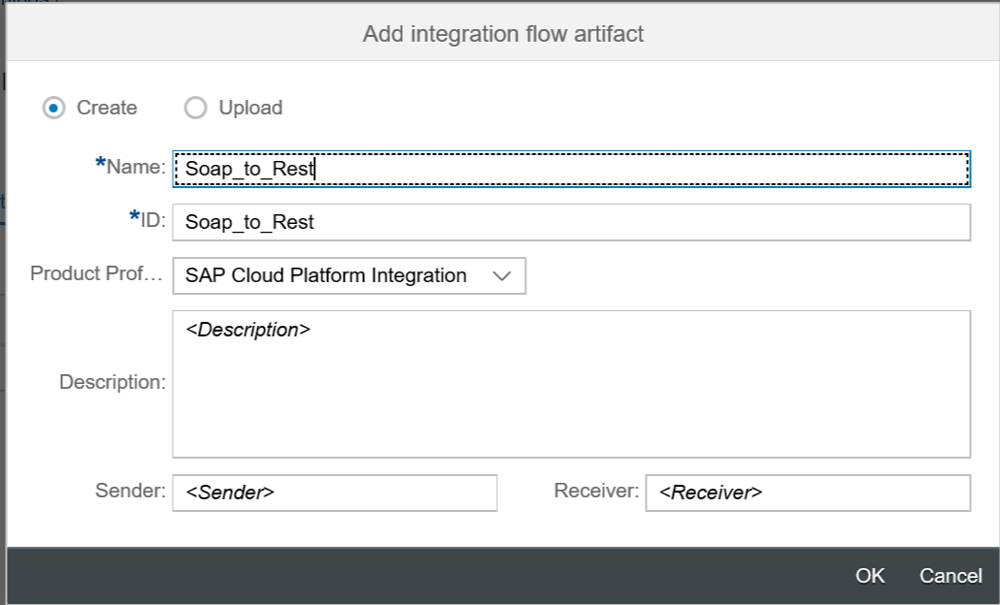 Add integration flow artifact
Create Upload
*Name: Soap_to_Rest
*ID: Soap_to_Rest
Product Prof... SAP Cloud Platform Integration
<Description>
Description:
Sender: <Sender> Receiver: <Receiver>
OK Cancel